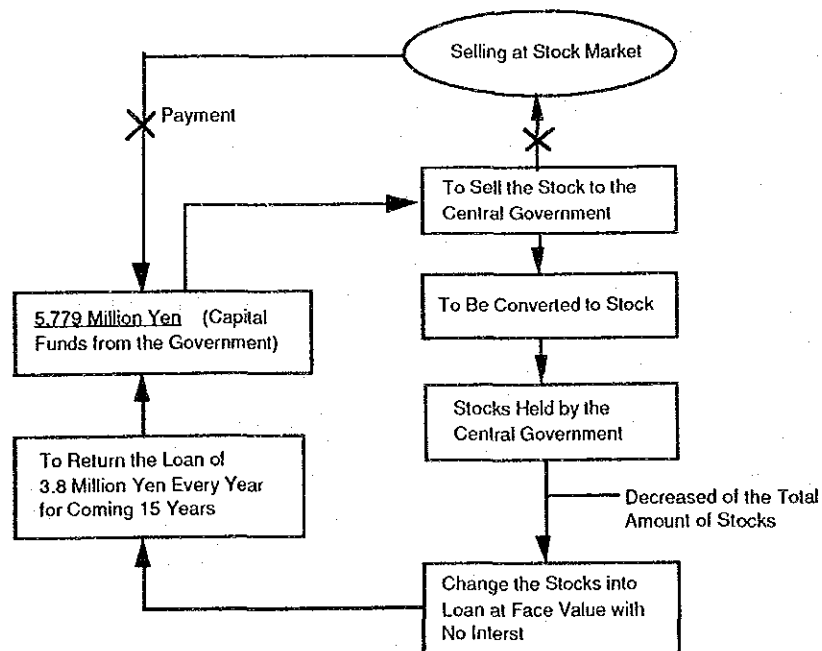 Selling at Stock Market
Payment
To Sell the Stock to the
Central Government
To Be Converted to Stock
5.779 Million Yen (Capital
Funds from the Government)
Stocks Held by the
Central Government
To Return the Loan of
3.8 Million Yen Every Year
for Coming 15 Years
Decreased of the Total
Amount of Stocks
Change the Stocks into
Loan at Face Value with
No Interst